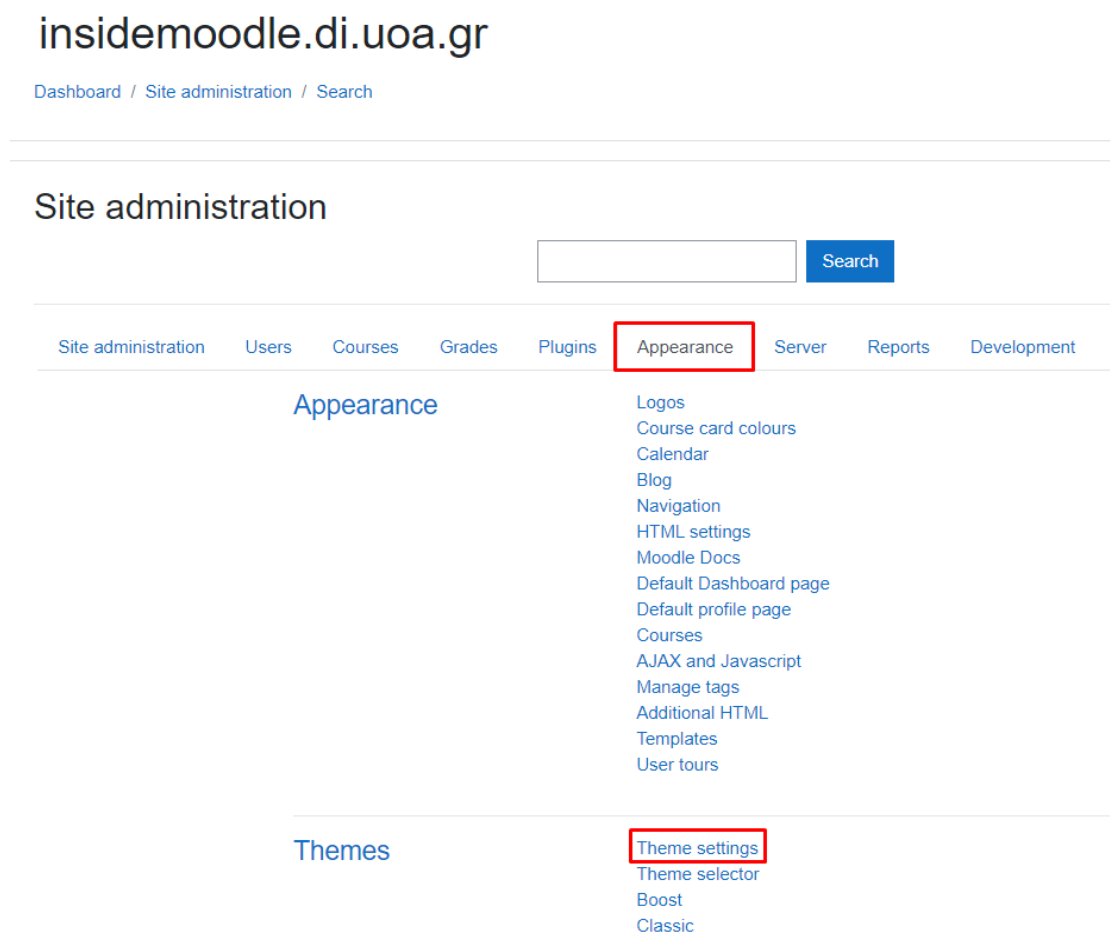 insidemoodle.di.uoa.gr
Dashboard / Site administration / Search
Site administration
Search
Site administration Users Courses Grades Plugins Appearance Server Reports Development
Appearance
Logos
Course card colours
Calendar
Blog
Navigation
HTML settings
Moodle Docs
Default Dashboard page
Default profile page
Courses
AJAX and Javascript
Manage tags
Additional HTML
Templates
User tours
Themes
Theme settings
Theme selector
Boost
Classic